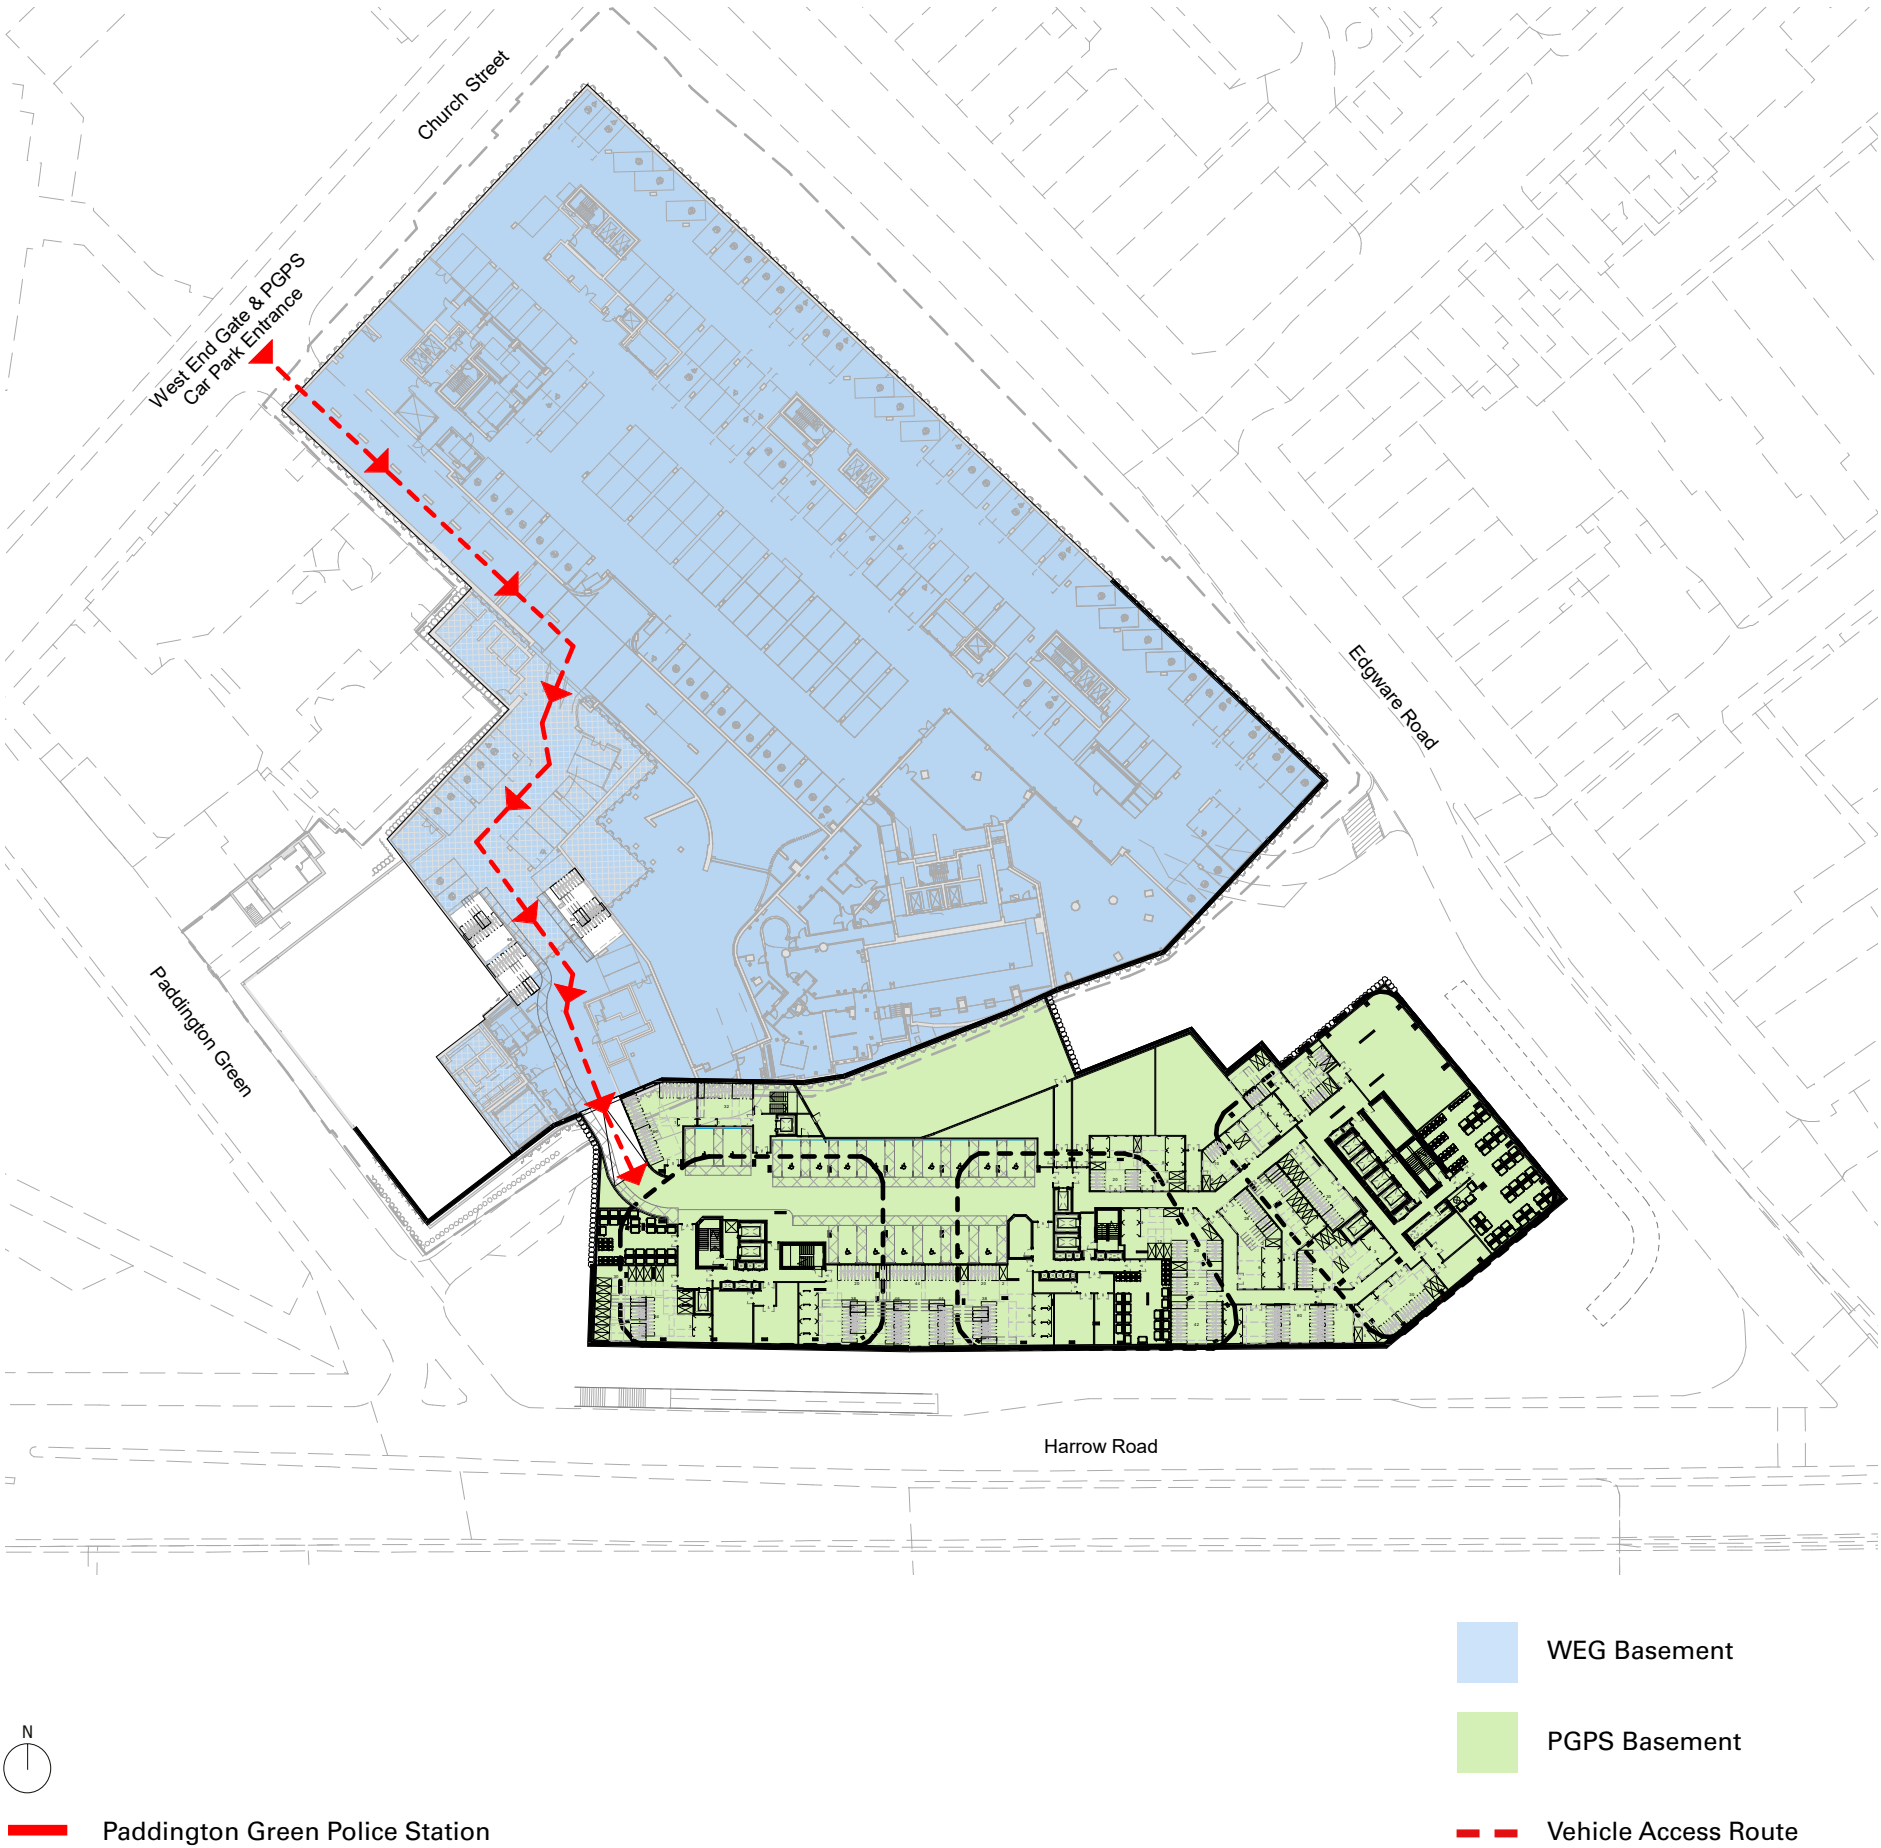 Church Street
West End Gate & PGPS
Car Park Entrance
Edgware Road
Paddington Green
Harrow Road
WEG Basement
PGPS Basement
N
Paddington Green Police Station
Vehicle Access Route